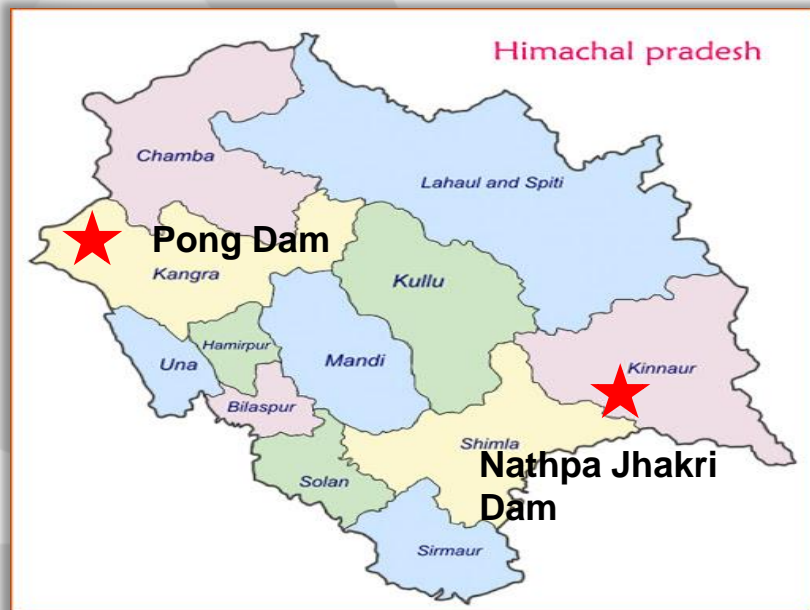 Himachal pradesh
Chamba
Lahaul and Spiti
Pong Dam
Kangra
Kullu
Hamirpur
Una
Mandi
Kinnaur
Bilaspur
Shimla
Nathpa Jhakri
Dam
Solan
Sirmaur